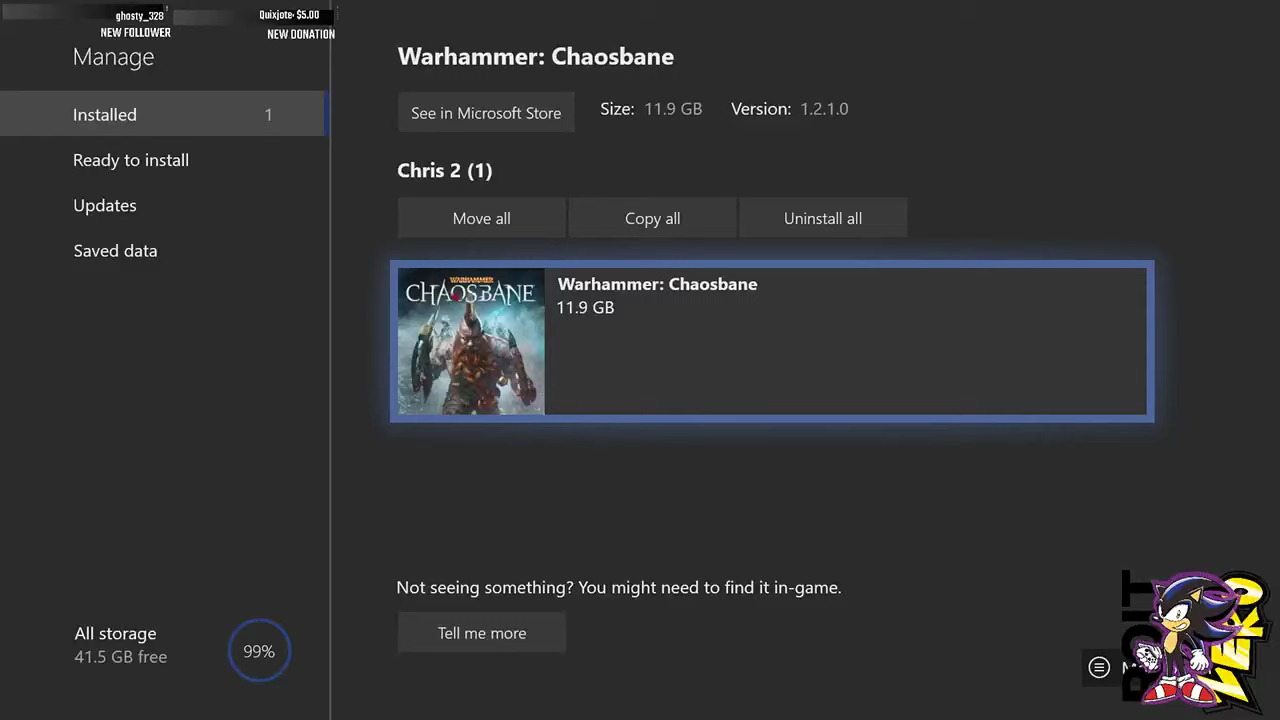 ghosty_328
NEW FOLLOWER
Quixjote· $5.00
NEW DONATION
Manage
Installed 1
Ready to install
Updates
Saved data
All storage
41.5 GB free
99%
Warhammer: Chaosbane
See in Microsoft Store
Size: 11.9 GB Version: 1.2.1.0
Chris 2 (1)
Move all
Copy all
Uninstall all
WARHAMMER
CHAOSBANE
Warhammer: Chaosbane
11.9 GB
Not seeing something? You might need to find it in-game.
Tell me more